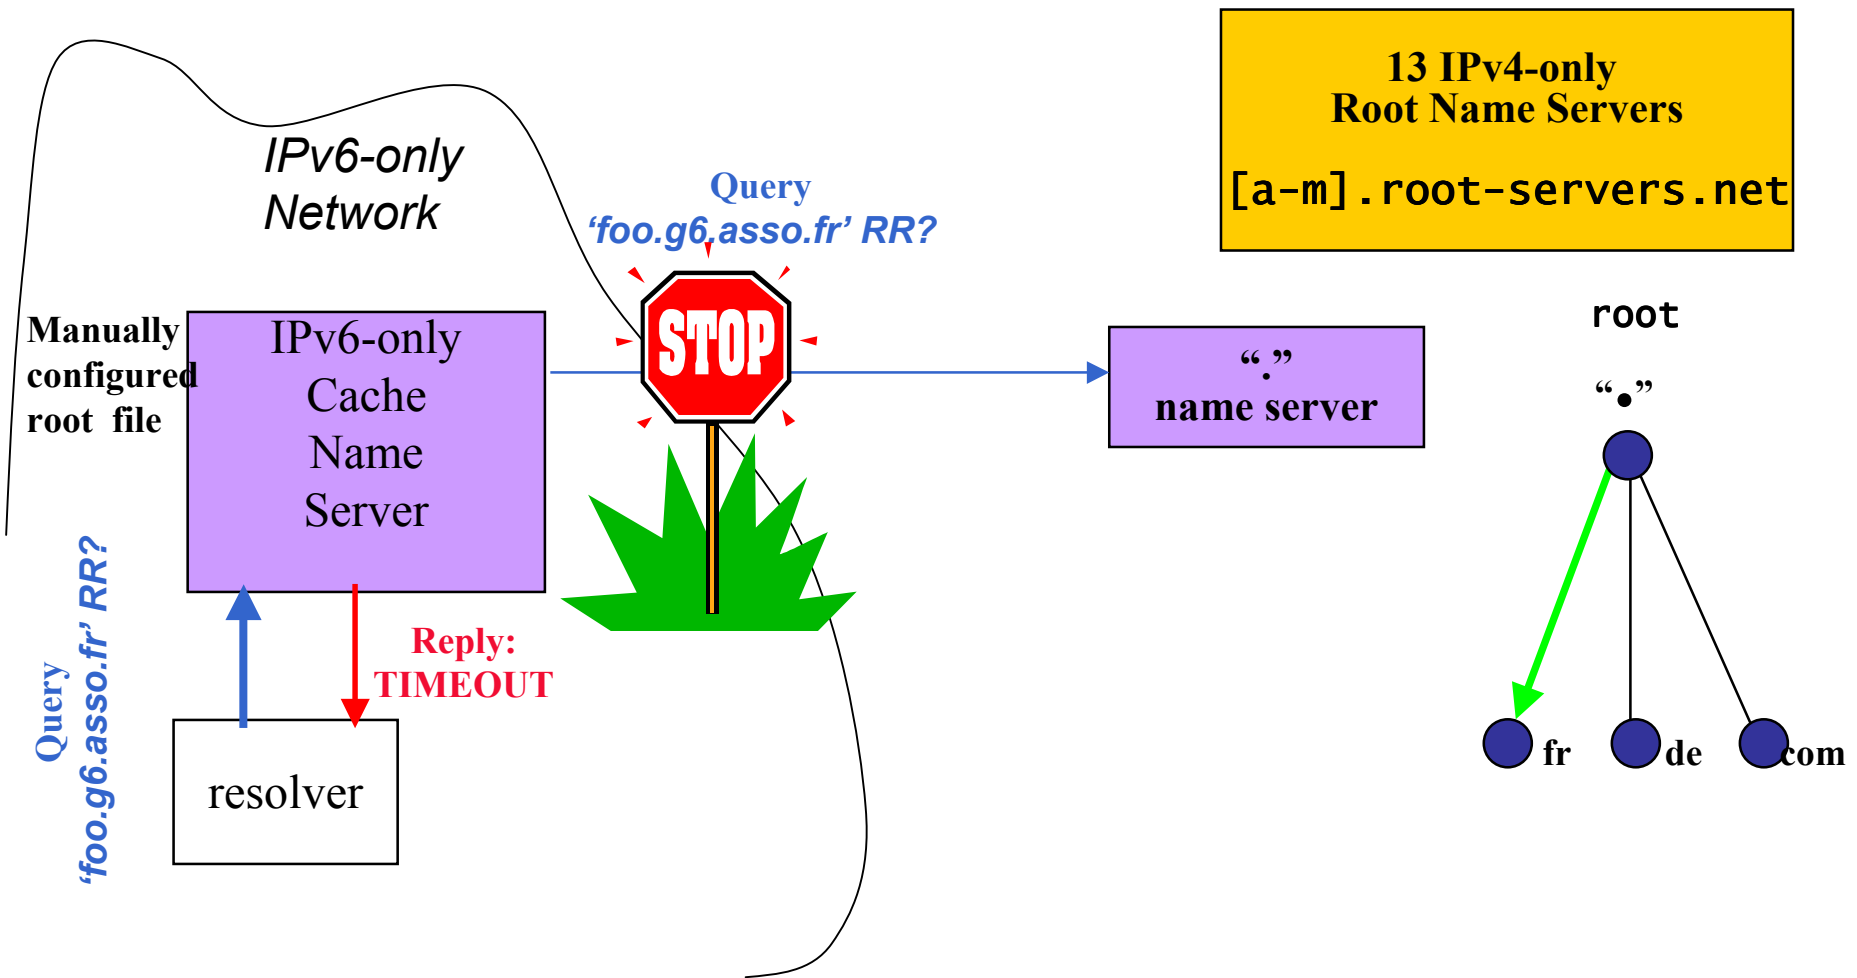 13 IPv4-only
Root Name Servers
[a-m].root-servers.net
IPv6-only
Network
Query
‘foo.g6.asso.fr’ RR?
Manually
configured
root file
IPv6-only
Cache
Name
Server
STOP
“.”
name server
root
“•”
fr
de
com
Query
‘foo.g6.asso.fr’ RR?
Reply:
TIMEOUT
resolver